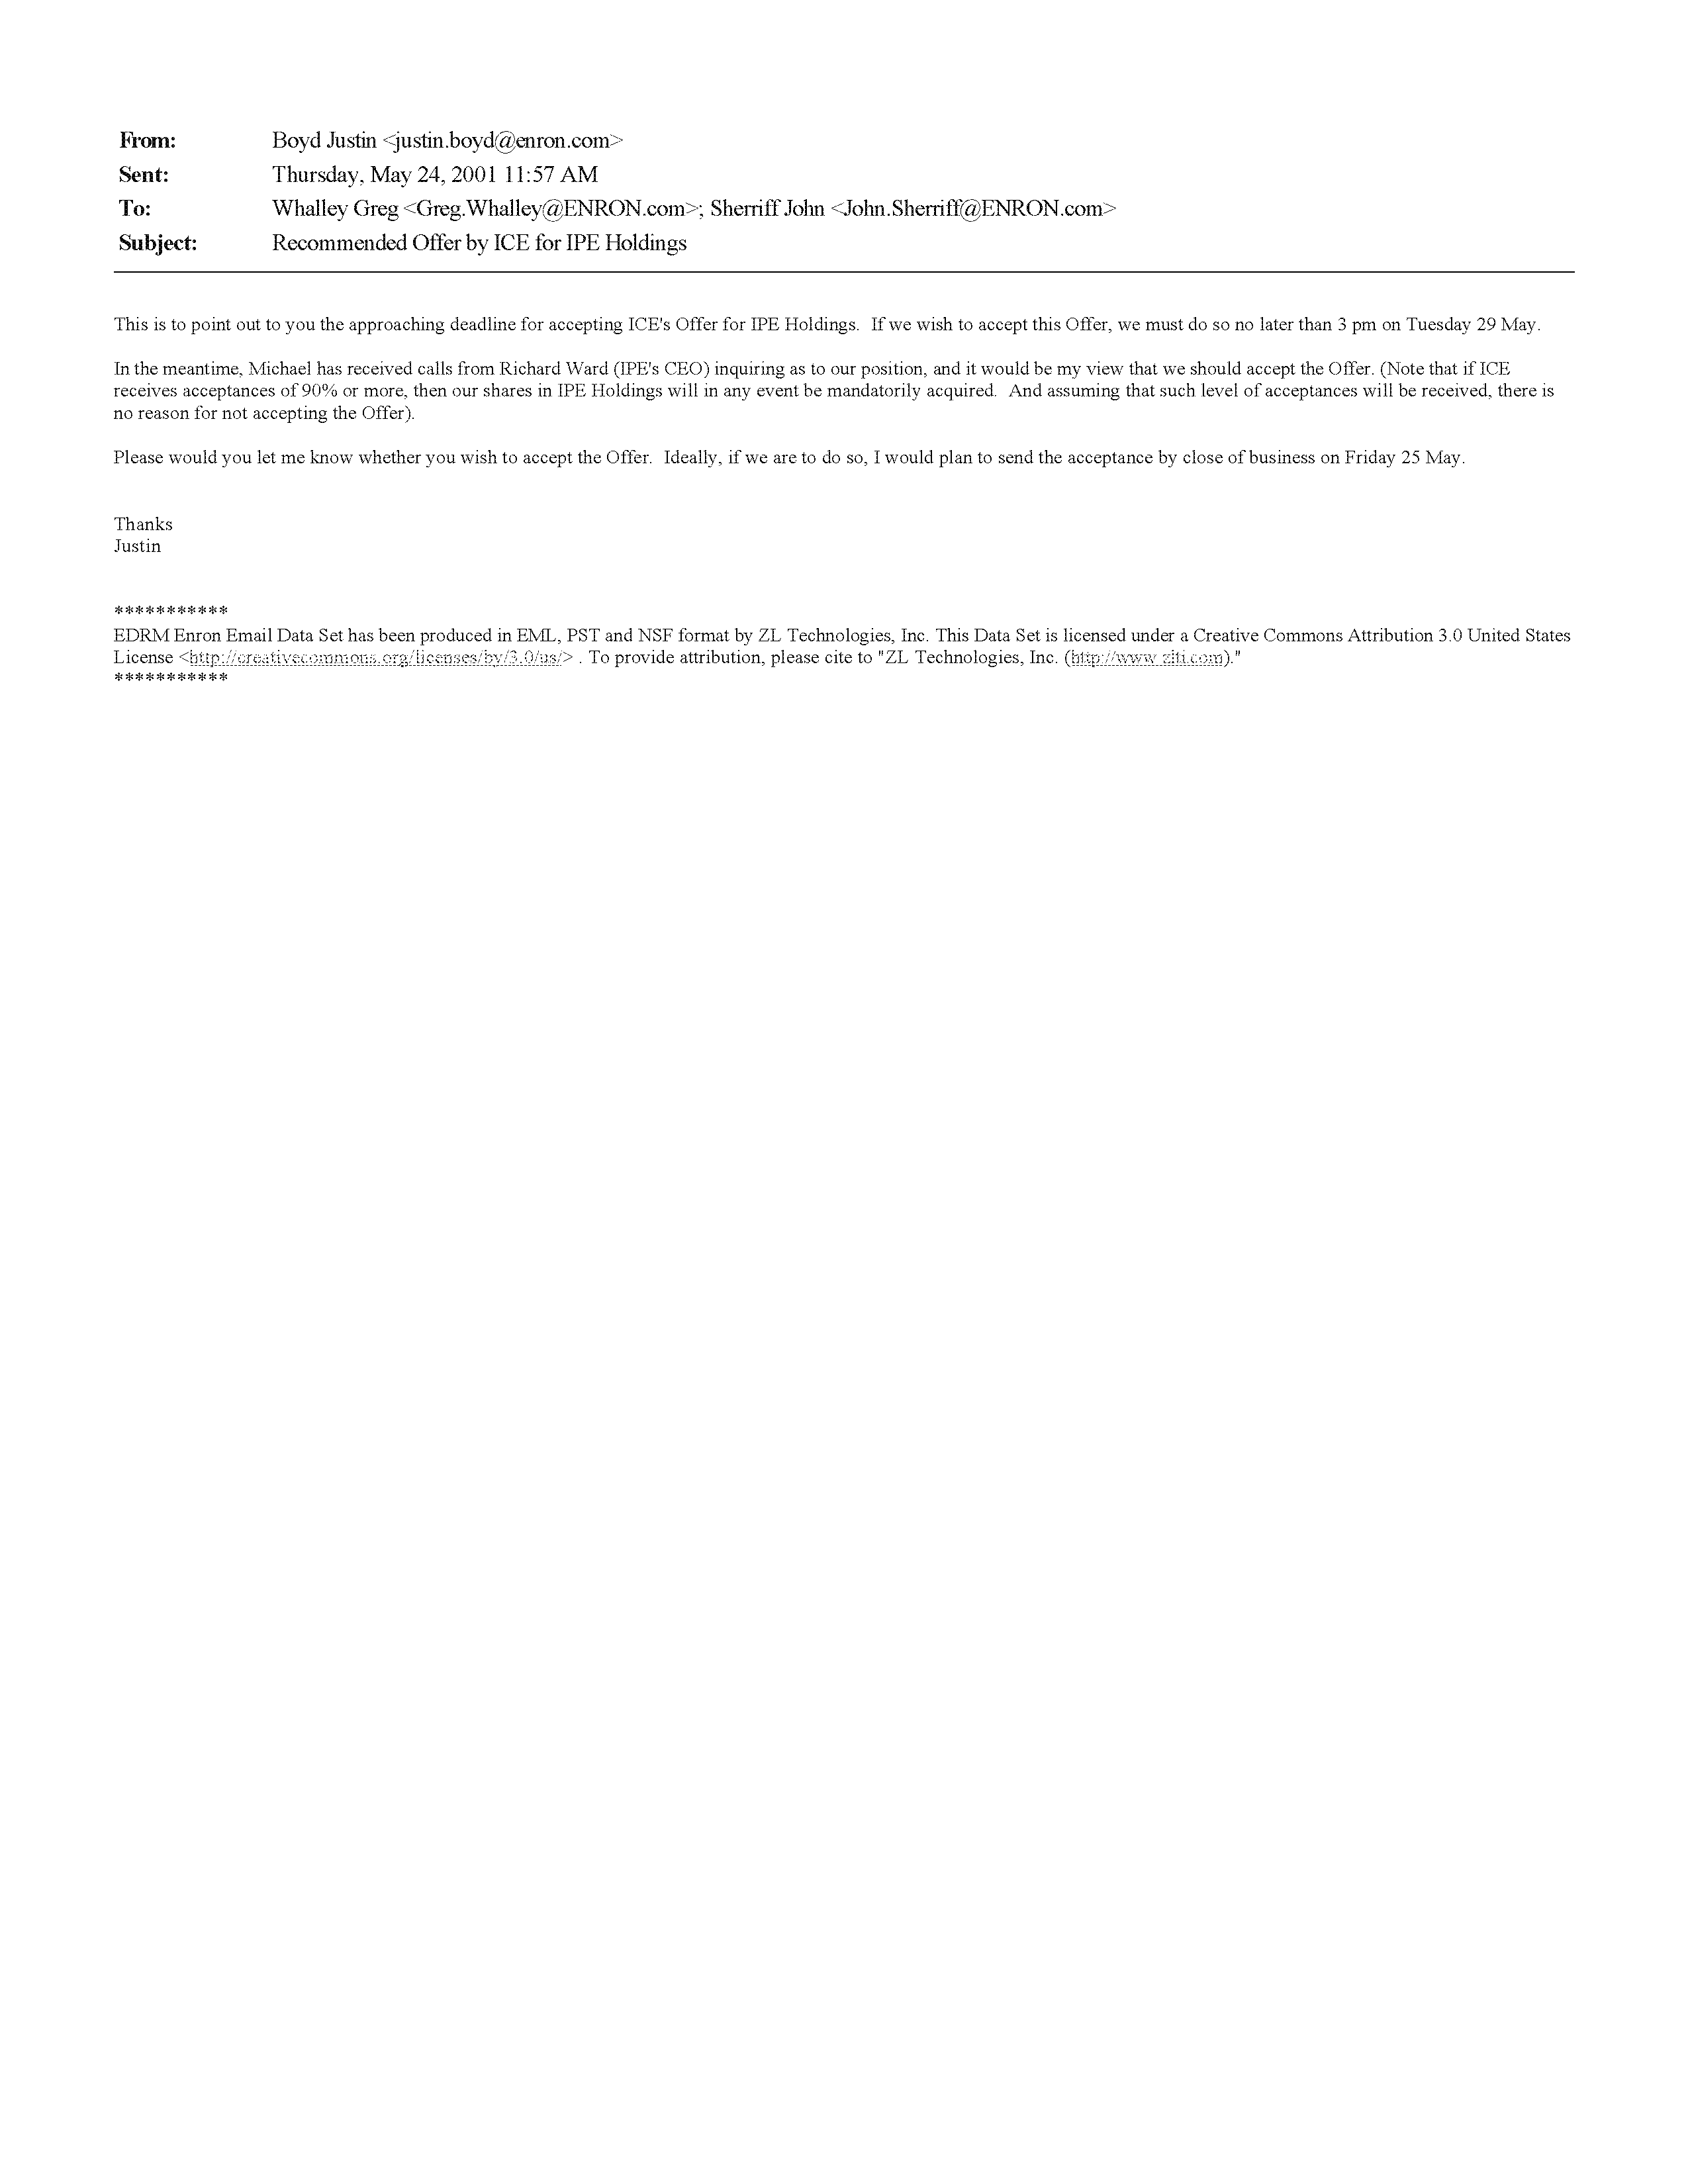 From: Boyd Justin <justin.boyd@enron.com>
Sent: Thursday, May 24, 2001 11:57 AM
To: Whalley Greg <Greg.Whalley@ENRON.com>; Sherriff John <John.Sherriff@ENRON.com>
Subject: Recommended Offer by ICE for IPE Holdings
This is to point out to you the approaching deadline for accepting ICE's Offer for IPE Holdings.  If we wish to accept this Offer, we must do so no later than 3 pm on Tuesday 29 May.
In the meantime, Michael has received calls from Richard Ward (IPE's CEO) inquiring as to our position, and it would be my view that we should accept the Offer. (Note that if ICE
receives acceptances of 90% or more, then our shares in IPE Holdings will in any event be mandatorily acquired.  And assuming that such level of acceptances will be received, there is
no reason for not accepting the Offer).
Please would you let me know whether you wish to accept the Offer.  Ideally, if we are to do so, I would plan to send the acceptance by close of business on Friday 25 May.
Thanks
Justin
***********
EDRM Enron Email Data Set has been produced in EML, PST and NSF format by ZL Technologies, Inc. This Data Set is licensed under a Creative Commons Attribution 3.0 United States
License <http://creativecommons.org/licenses/by/3.0/us/> . To provide attribution, please cite to "ZL Technologies, Inc. (http://www.zlti.com)."
***********